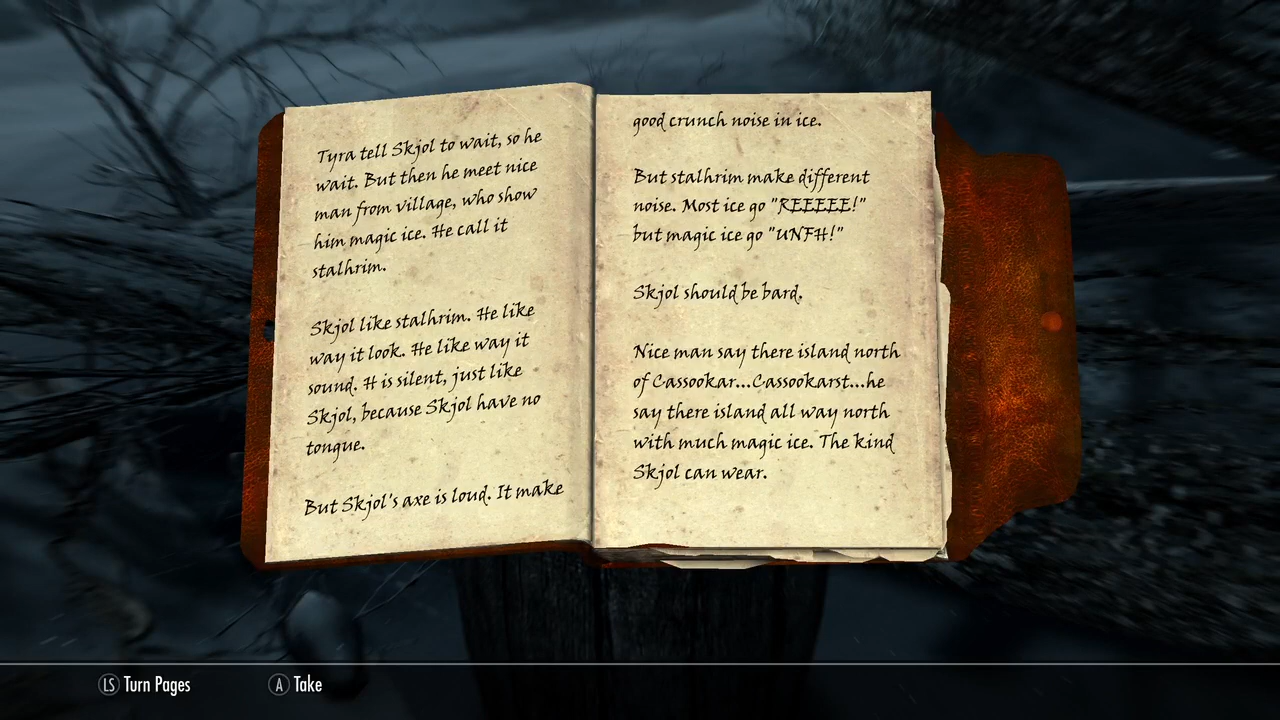 Tyra tell Skjol to wait, so he
wait. But then he meet nice
man from village, who show
him magic ice. He call it
stalhrim.
Skjol like stalhrim. He like
way it look. He like way it
sound. It is silent, just like
Skjol, because Skjol have no
tongue.
But Skjol's axe is loud. It make
good crunch noise in ice.
But stalhrim make different
noise. Most ice go "REEEEE!"
but magic ice go "UNFH!"
Skjol should be bard.
Nice man say there island north
of Cassookar...Cassookarst...he
say there island all way north
with much magic ice. The kind
Skjol can wear.
LS Turn Pages
A Take